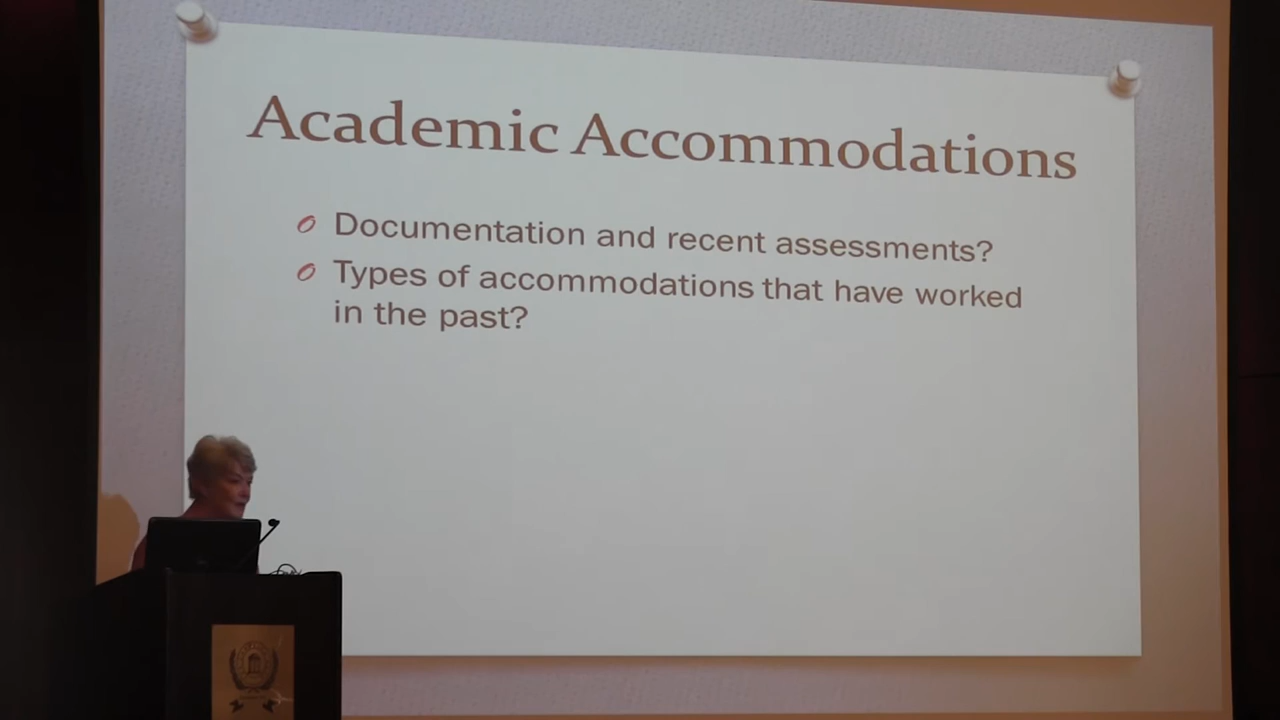 Academic Accommodations
Documentation and recent assessments?
Types of accommodations that have worked
in the past?